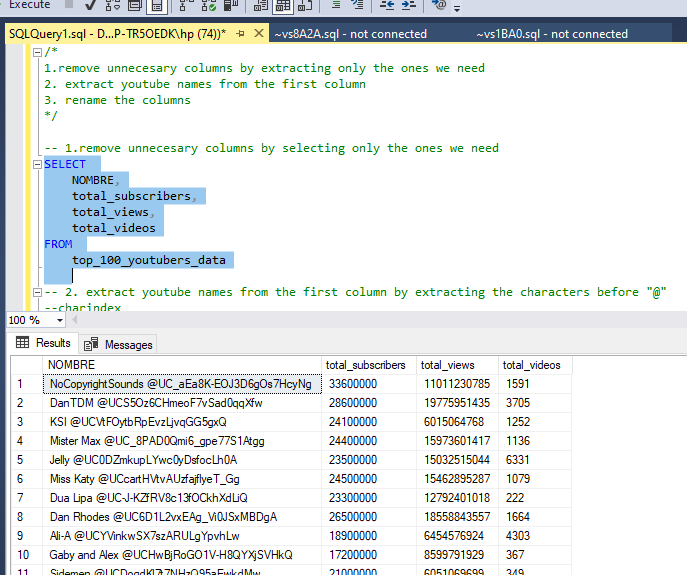 Execute
SQLQuery1.sql - D...P-TR5OEDK\hp (74))* ~vs8A2A.sql - not connected ~vs1BA0.sql - not connected
/*
1.remove unnecesary columns by extracting only the ones we need
2. extract youtube names from the first column
3. rename the columns
*/
-- 1.remove unnecesary columns by selecting only the ones we need
SELECT
NOMBRE,
total_subscribers,
total_views,
total_videos
FROM
top_100_youtubers_data
-- 2. extract youtube names from the first column by extracting the characters before "@"
--charindex
100 %
Results Messages
NOMBRE total_subscribers total_views total_videos
1 NoCopyrightSounds @UC_aEa8K-EOJ3D6gOs7HcyNg 33600000 11011230785 1591
2 DanTDM @UCS5Oz6CHmeoF7vSad0qqXfw 28600000 19775951435 3705
3 KSI @UCVtFOytbRpEvzLjvqGG5gxQ 24100000 6015064768 1252
4 Mister Max @UC_8PAD0Qmi6_gpe77S1Atgg 24400000 15973601417 1136
5 Jelly @UC0DZmkupLYwc0yDsfocLh0A 23500000 15032515044 6331
6 Miss Katy @UCcartHVtvAUzfajflyeT_Gg 24500000 15462895287 1079
7 Dua Lipa @UC-J-KZfRV8c13fOCkhXdLiQ 23300000 12792401018 222
8 Dan Rhodes @UC6D1L2vxEAg_Vi0JSxMBDgA 26500000 18558843557 1664
9 Ali-A @UCYVinkwSX7szARULgYpvhLw 18900000 6454576924 4303
10 Gaby and Alex @UCHwBjRoGO1V-H8QYXjSVHkQ 17200000 8599791929 367
11 Sidemen @UCDogdKl7t7NHzQ95aEwkdMw 21000000 6051069699 349